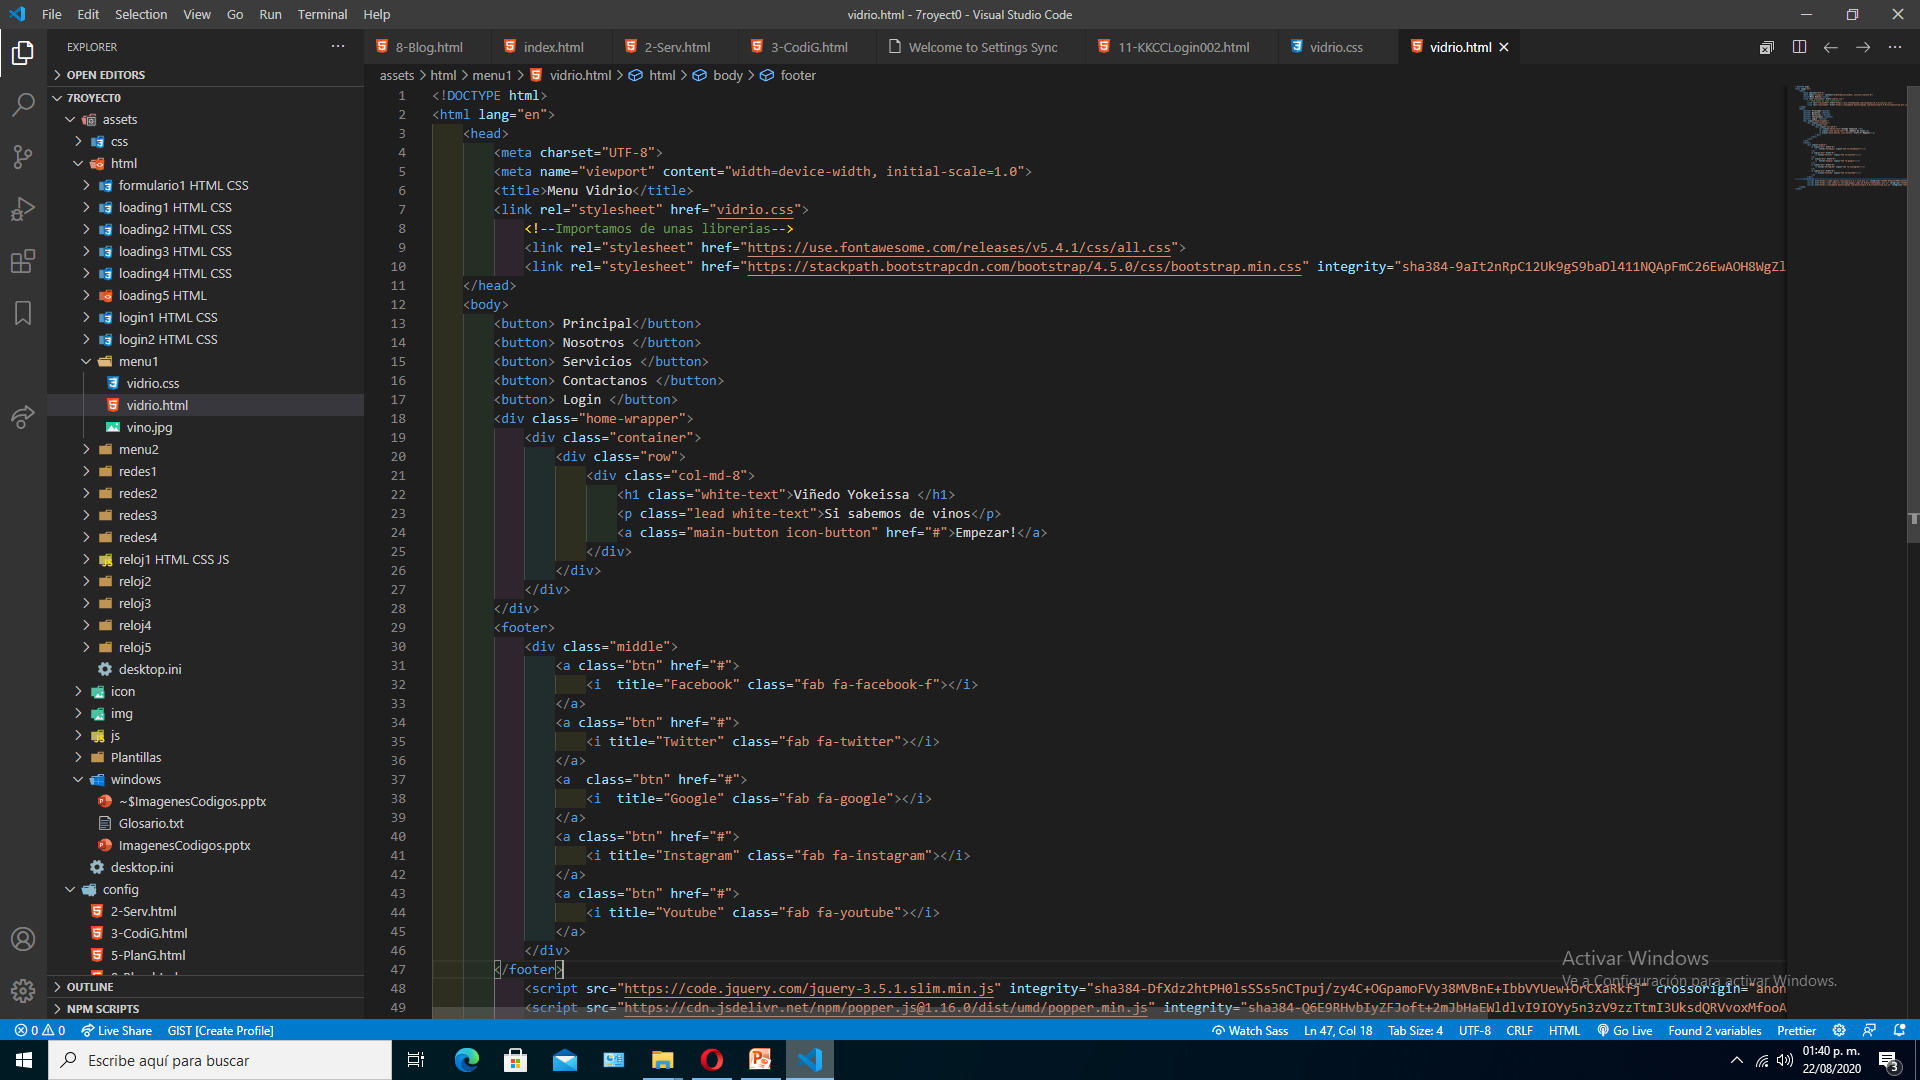 File Edit Selection View Go Run Terminal Help
vidrio.html - 7royect0 - Visual Studio Code
EXPLORER
OPEN EDITORS
7ROYECT0
assets
css
html
formulario1 HTML CSS
loading1 HTML CSS
loading2 HTML CSS
loading3 HTML CSS
loading4 HTML CSS
loading5 HTML
login1 HTML CSS
login2 HTML CSS
menu1
vidrio.css
vidrio.html
vino.jpg
menu2
redes1
redes2
redes3
redes4
reloj1 HTML CSS JS
reloj2
reloj3
reloj4
reloj5
desktop.ini
icon
img
js
Plantillas
windows
~$ImagenesCodigos.pptx
Glosario.txt
ImagenesCodigos.pptx
desktop.ini
config
2-Serv.html
3-CodiG.html
5-PlanG.html
OUTLINE
NPM SCRIPTS
8-Blog.html index.html 2-Serv.html 3-CodiG.html Welcome to Settings Sync 11-KKCCLogin002.html vidrio.css vidrio.html
assets > html > menu1 > vidrio.html > html > body > footer
1 <!DOCTYPE html>
2 <html lang="en">
3 <head>
4 <meta charset="UTF-8">
5 <meta name="viewport" content="width=device-width, initial-scale=1.0">
6 <title>Menu Vidrio</title>
7 <link rel="stylesheet" href="vidrio.css">
8 <!--Importamos de unas librerias-->
9 <link rel="stylesheet" href="https://use.fontawesome.com/releases/v5.4.1/css/all.css">
10 <link rel="stylesheet" href="https://stackpath.bootstrapcdn.com/bootstrap/4.5.0/css/bootstrap.min.css" integrity="sha384-9aIt2nRpC12Uk9gS9baDl411NQApFmC26EwAOH8WgZl
11 </head>
12 <body>
13 <button> Principal</button>
14 <button> Nosotros </button>
15 <button> Servicios </button>
16 <button> Contactanos </button>
17 <button> Login </button>
18 <div class="home-wrapper">
19 <div class="container">
20 <div class="row">
21 <div class="col-md-8">
22 <h1 class="white-text">Viñedo Yokeissa </h1>
23 <p class="lead white-text">Si sabemos de vinos</p>
24 <a class="main-button icon-button" href="#">Empezar!</a>
25 </div>
26 </div>
27 </div>
28 </div>
29 <footer>
30 <div class="middle">
31 <a class="btn" href="#">
32 <i  title="Facebook" class="fab fa-facebook-f"></i>
33 </a>
34 <a class="btn" href="#">
35 <i title="Twitter" class="fab fa-twitter"></i>
36 </a>
37 <a  class="btn" href="#">
38 <i  title="Google" class="fab fa-google"></i>
39 </a>
40 <a class="btn" href="#">
41 <i title="Instagram" class="fab fa-instagram"></i>
42 </a>
43 <a class="btn" href="#">
44 <i title="Youtube" class="fab fa-youtube"></i>
45 </a>
46 </div>
47 </footer>
48 <script src="https://code.jquery.com/jquery-3.5.1.slim.min.js" integrity="sha384-DfXdz2htPH0lsSSs5nCTpuj/zy4C+OGpamoFVy38MVBnE+IbbVYUew+OrCXaRkfj" crossorigin="anon
49 <script src="https://cdn.jsdelivr.net/npm/popper.js@1.16.0/dist/umd/popper.min.js" integrity="sha384-Q6E9RHvbIyZFJoft+2mJbHaEWldlvI9IOYy5n3zV9zzTtmI3UksdQRVvoxMfooA
Activar Windows
Ve a Configuración para activar Windows.
0 0 Live Share GIST [Create Profile] Watch Sass Ln 47, Col 18 Tab Size: 4 UTF-8 CRLF HTML Go Live Found 2 variables Prettier
Escribe aquí para buscar
01:40 p. m.
22/08/2020
3